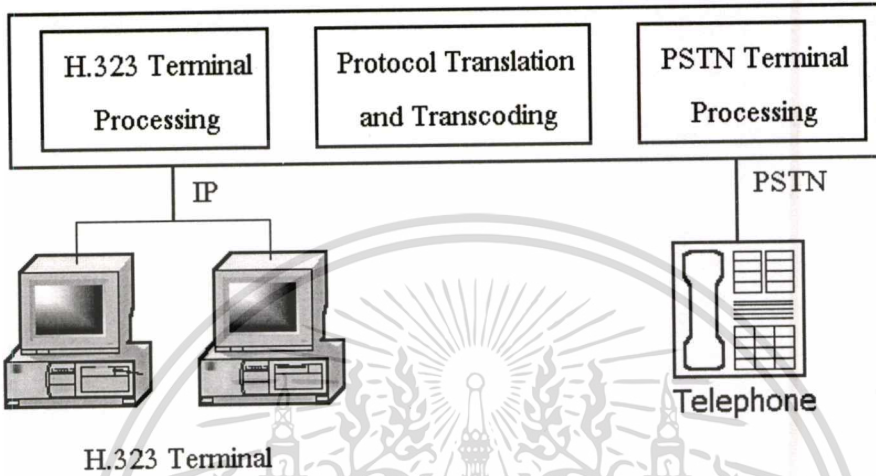 H.323 Terminal
Processing
Protocol Translation
and Transcoding
PSTN Terminal
Processing
IP
PSTN
Telephone
H.323 Terminal